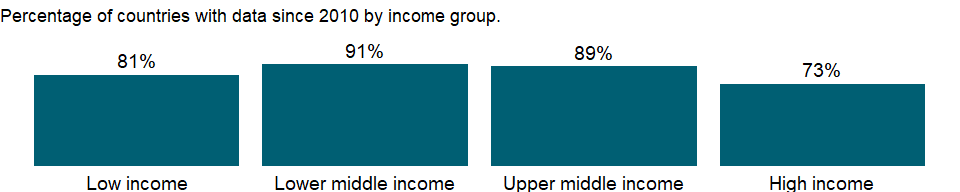 Percentage of countries with data since 2010 by income group.
81%
91%
89%
73%
Low income
Lower middle income
Upper middle income
High income